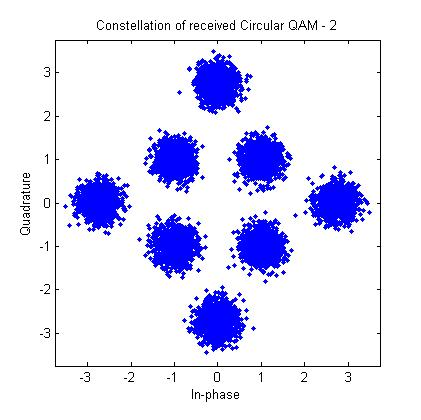 Constellation of received Circular QAM - 2
3
2
1
0
-1
-2
-3
Quadrature
-3 -2 -1 0 1 2 3
In-phase